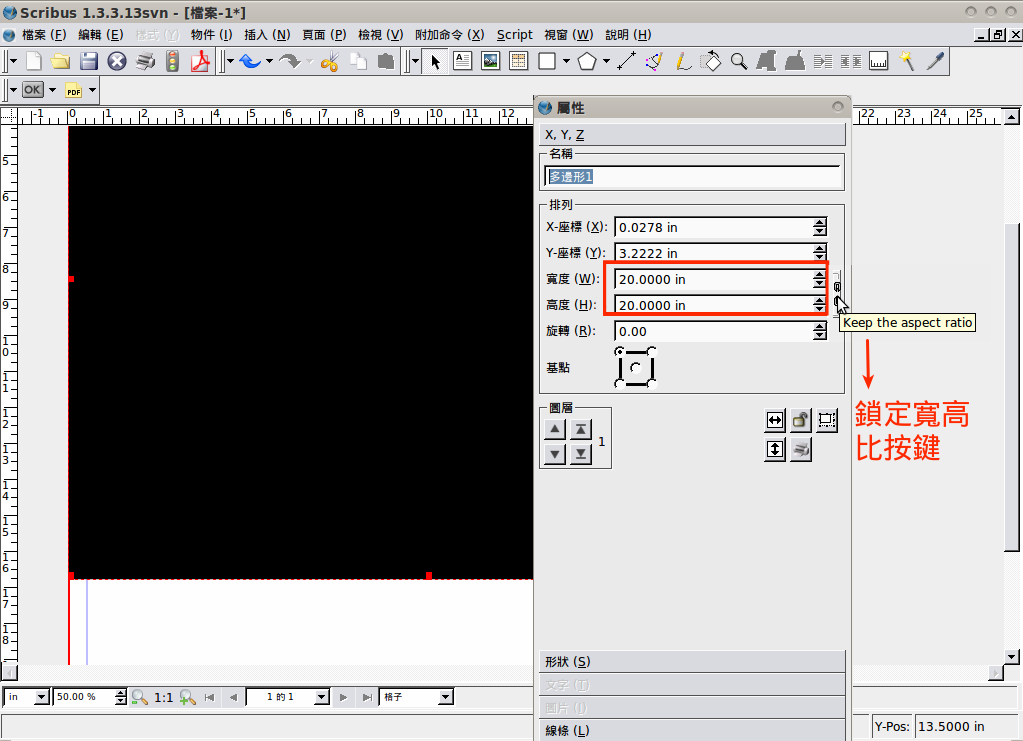 Scribus 1.3.3.13svn - [檔案-1*]
檔案 (F) 編輯 (E) 樣式 (Y) 物件 (I) 插入 (N) 頁面 (P) 檢視 (V) 附加命令 (X) Script 視窗 (W) 說明 (H)
OK PDF
-1 0 1 2 3 4 5 6 7 8 9 10 11 12 22 23 24 25
屬性
X, Y, Z
名稱
多邊形1
排列
X-座標 (X): 0.0278 in
Y-座標 (Y): 3.2222 in
寬度 (W): 20.0000 in
高度 (H): 20.0000 in
旋轉 (R): 0.00
Keep the aspect ratio
基點
圖層
1
鎖定寬高
比按鍵
5
6
7
8
9
10
11
12
13
14
15
16
17
18
形狀 (S)
文字 (T)
圖片 (I)
線條 (L)
in 50.00 % 1:1 1 的 1 格子
Y-Pos: 13.5000 in